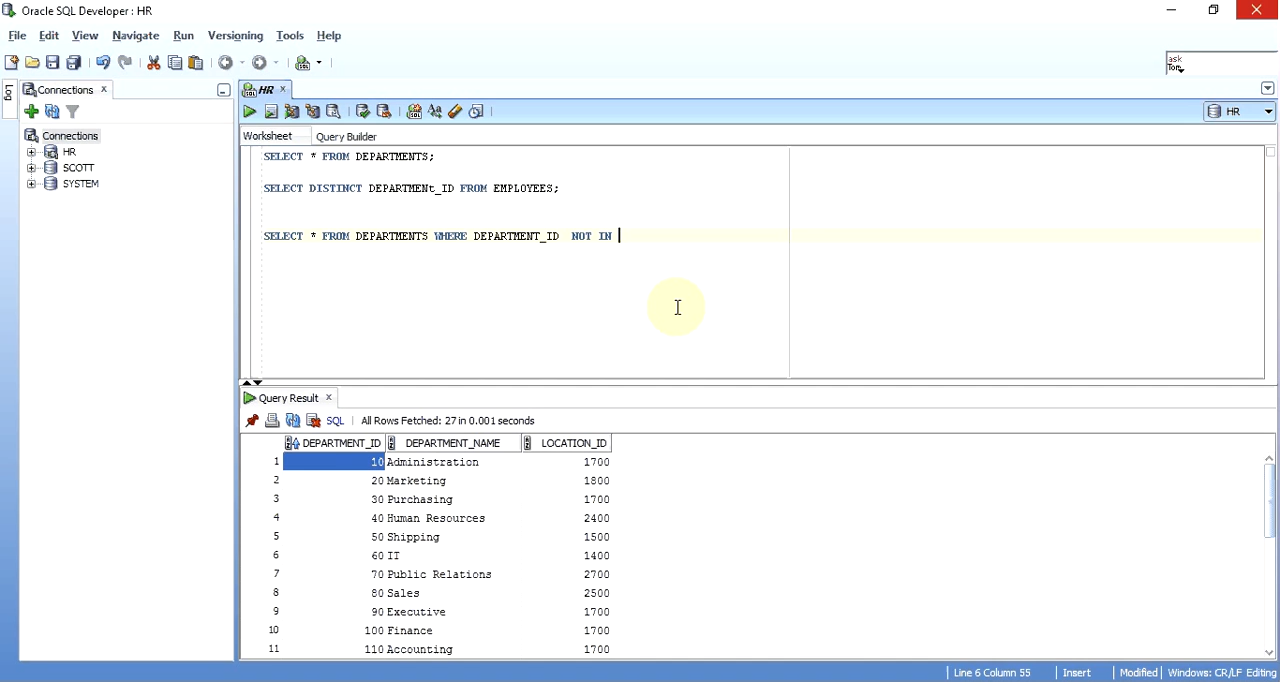 Oracle SQL Developer : HR
File Edit View Navigate Run Versioning Tools Help
ask
Tom
Log
Connections
HR
HR
Worksheet Query Builder
Connections
HR
SCOTT
SYSTEM
SELECT * FROM DEPARTMENTS;
SELECT DISTINCT DEPARTMENt_ID FROM EMPLOYEES;
SELECT * FROM DEPARTMENTS WHERE DEPARTMENT_ID  NOT IN
Query Result
SQL | All Rows Fetched: 27 in 0.001 seconds
DEPARTMENT_ID DEPARTMENT_NAME LOCATION_ID
1 10 Administration 1700
2 20 Marketing 1800
3 30 Purchasing 1700
4 40 Human Resources 2400
5 50 Shipping 1500
6 60 IT 1400
7 70 Public Relations 2700
8 80 Sales 2500
9 90 Executive 1700
10 100 Finance 1700
11 110 Accounting 1700
Line 6 Column 55 | Insert | Modified | Windows: CR/LF Editing